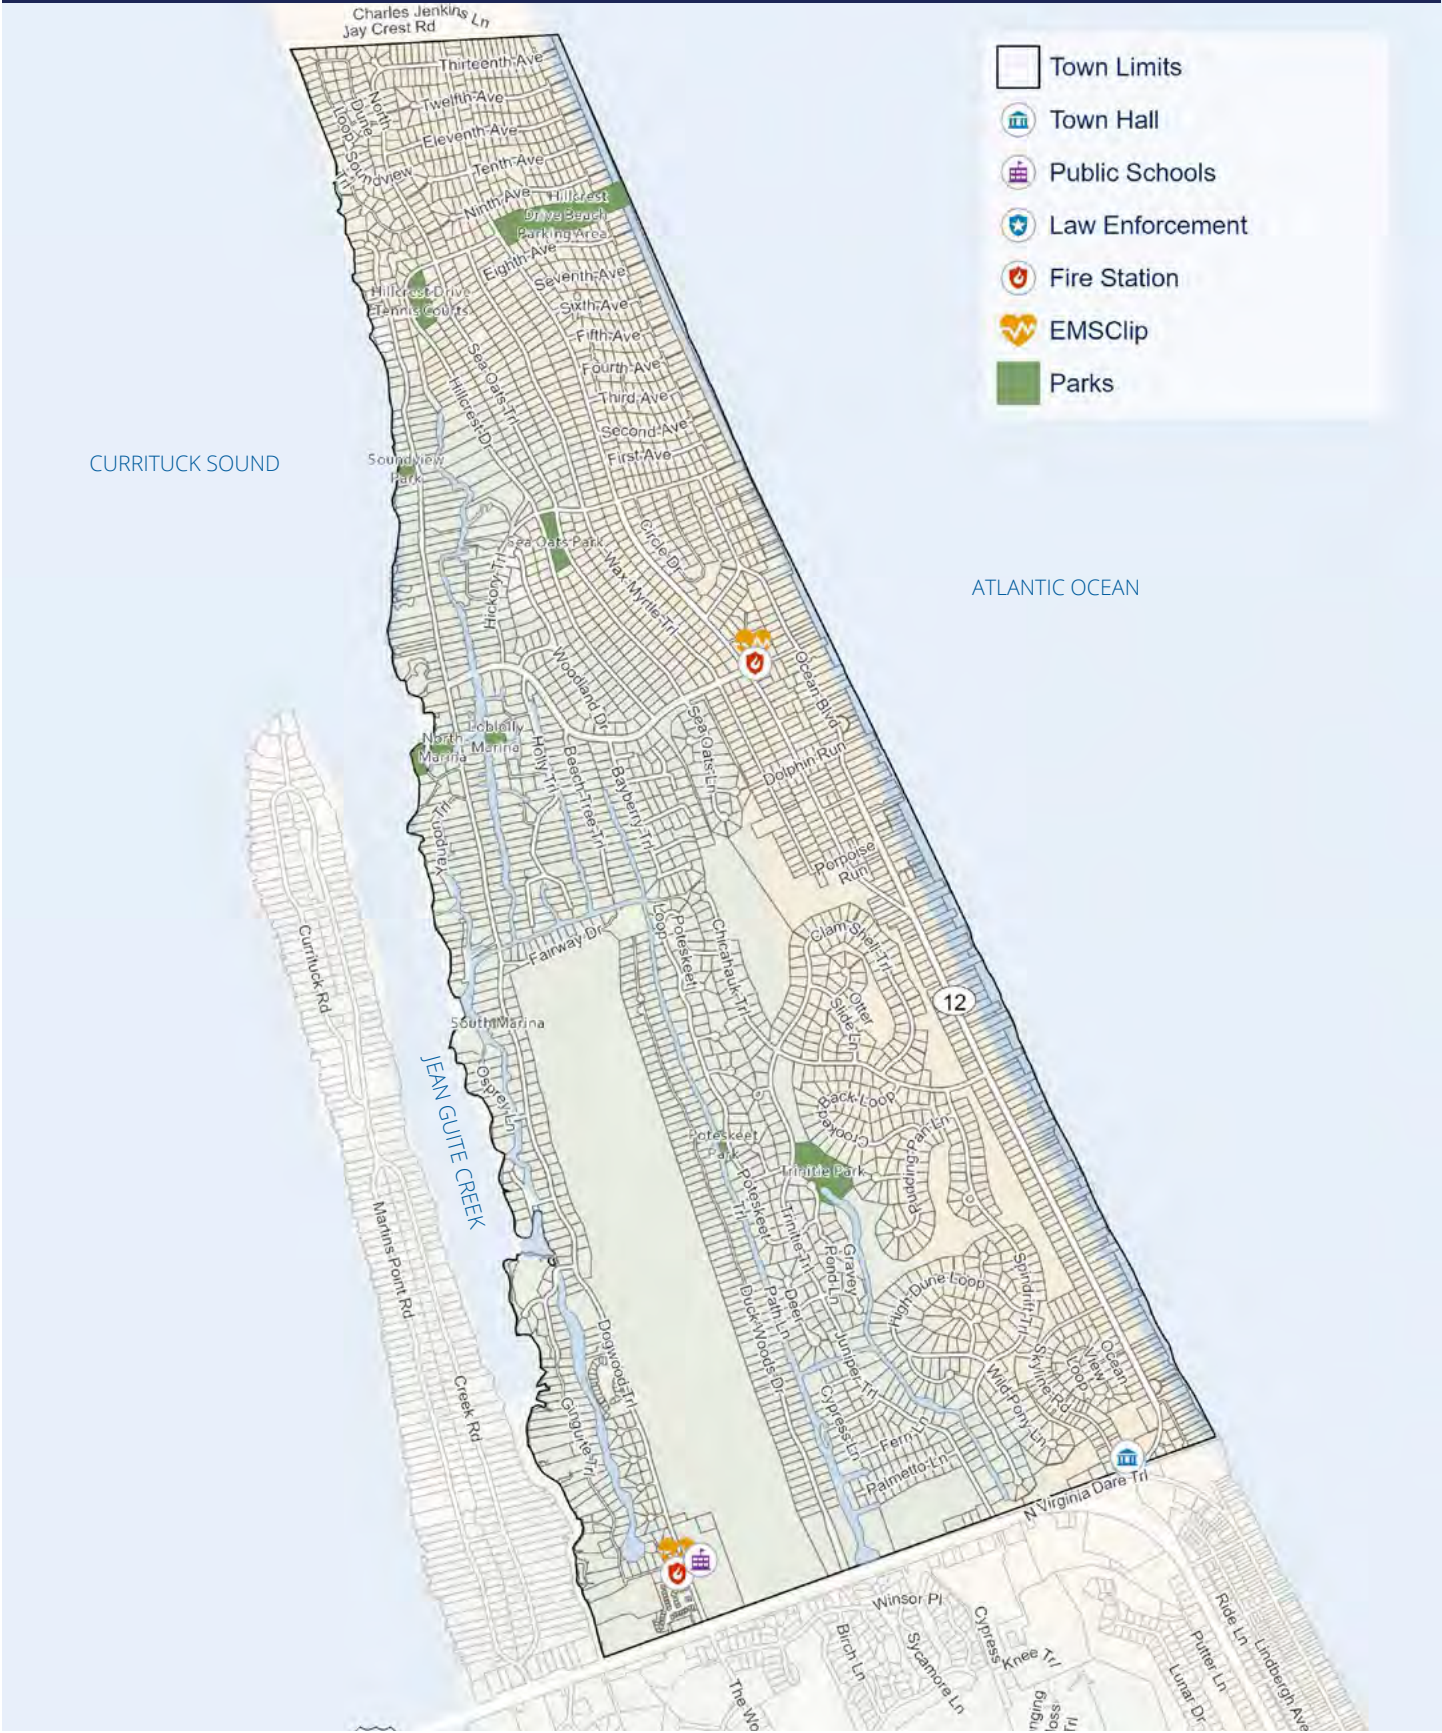 Charles Jenkins Ln
Jay Crest Rd
Thirteenth Ave
Twelfth Ave
Eleventh Ave
Tenth Ave
Ninth Ave
North
Dune
Loop
Soundview
Trl
Hillcrest
Drive Beach
Parking Area
Eighth Ave
Seventh Ave
Sixth Ave
Fifth Ave
Fourth Ave
Third Ave
Second Ave
First Ave
Hillcrest Drive
Tennis Courts
Sea Oats Trl
Hillcrest Dr
Soundview
Park
Sea Oats Park
Circle Dr
Wax Myrtle Trl
Hickory Trl
Woodland Dr
Ocean Blvd
Sea Oats Ln
Dolphin Run
Loblolly
Marina
North
Marina
Holly Trl
Beech Tree Trl
Bayberry Trl
Yaupon Trl
Porpoise
Run
Fairway Dr
Loop
Poteskeet
Chicahauk Trl
Clam Shell Trl
Otter
Slide Ln
12
South Marina
Osprey Ln
Back Loop
Crooked
Ponding Pan Ln
Poteskeet
Park
Trinitie Park
Poteskeet
Trl
Trinitie Trl
Gravey
Pond Ln
Deer
Path Ln
Duck Woods Dr
Juniper Trl
High Dune Loop
Spindrift Trl
Ocean
View
Loop
Skyline Rd
Wild Pony Ln
Cypress Ln
Fern Ln
Palmetto Ln
Dogwood Trl
Ginguite Trl
N Virginia Dare Trl
Currituck Rd
Martins Point Rd
Creek Rd
Winsor Pl
Birch Ln
Sycamore Ln
Cypress
Knee Trl
The Wo
nging
loss
Trl
Ride Ln
Putter Ln
Lunar Dr
Lindbergh Ave
CURRITUCK SOUND
ATLANTIC OCEAN
JEAN GUITE CREEK
Town Limits
Town Hall
Public Schools
Law Enforcement
Fire Station
EMSClip
Parks